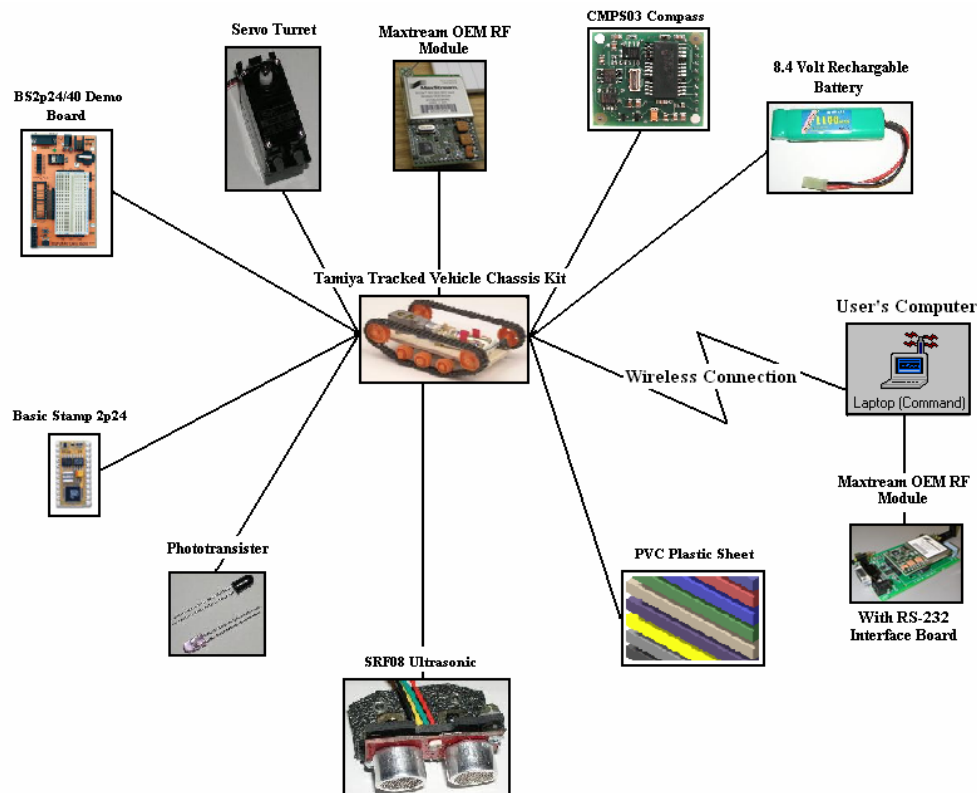 CMPS03 Compass
Servo Turret
Maxtream OEM RF
Module
8.4 Volt Rechargable
Battery
BS2p24/40 Demo
Board
MaxStream
1100
Tamiya Tracked Vehicle Chassis Kit
User's Computer
Wireless Connection
Laptop (Command)
Basic Stamp 2p24
Maxtream OEM RF
Module
Phototransister
PVC Plastic Sheet
With RS-232
Interface Board
SRF08 Ultrasonic